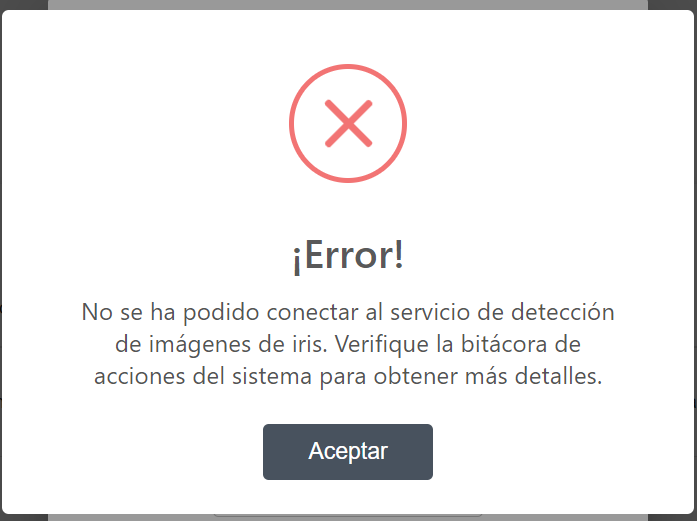 ¡Error!
No se ha podido conectar al servicio de detección
de imágenes de iris. Verifique la bitácora de
acciones del sistema para obtener más detalles.
Aceptar